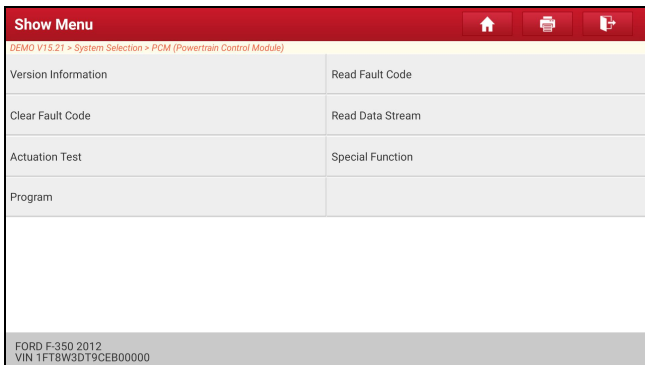 Show Menu
DEMO V15.21 > System Selection > PCM (Powertrain Control Module)
Version Information
Read Fault Code
Clear Fault Code
Read Data Stream
Actuation Test
Special Function
Program
FORD F-350 2012
VIN 1FT8W3DT9CEB00000